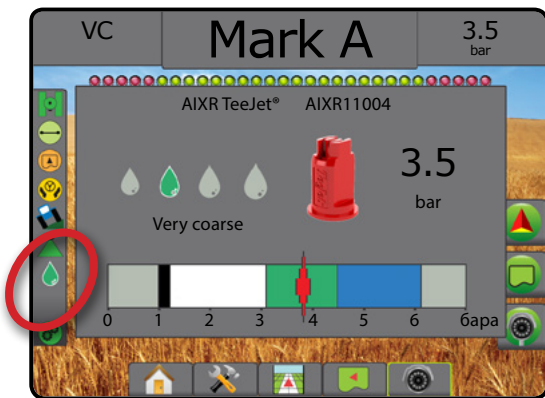 VC
Mark A
3.5
bar
AIXR TeeJet® AIXR11004
3.5
bar
Very coarse
0 1 2 3 4 5 6 6apa